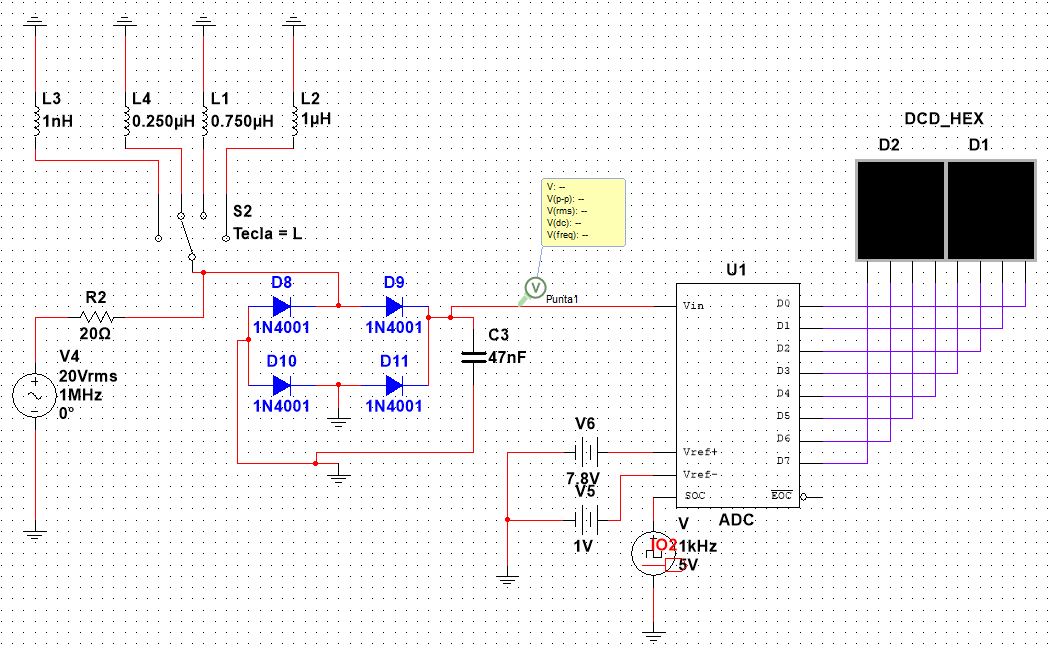 L3
1nH
L4
0.250µH
L1
0.750µH
L2
1µH
S2
Tecla = L
DCD_HEX
D2
D1
V: --
V(p-p): --
V(rms): --
V(dc): --
V(freq): --
V
Punta1
R2
20Ω
V4
20Vrms
1MHz
0°
D8
1N4001
D9
1N4001
D10
1N4001
D11
1N4001
C3
47nF
U1
Vin
D0
D1
D2
D3
D4
D5
D6
D7
Vref+
Vref-
SOC
EOC
ADC
V6
7.8V
V5
1V
V
IO2
1kHz
5V